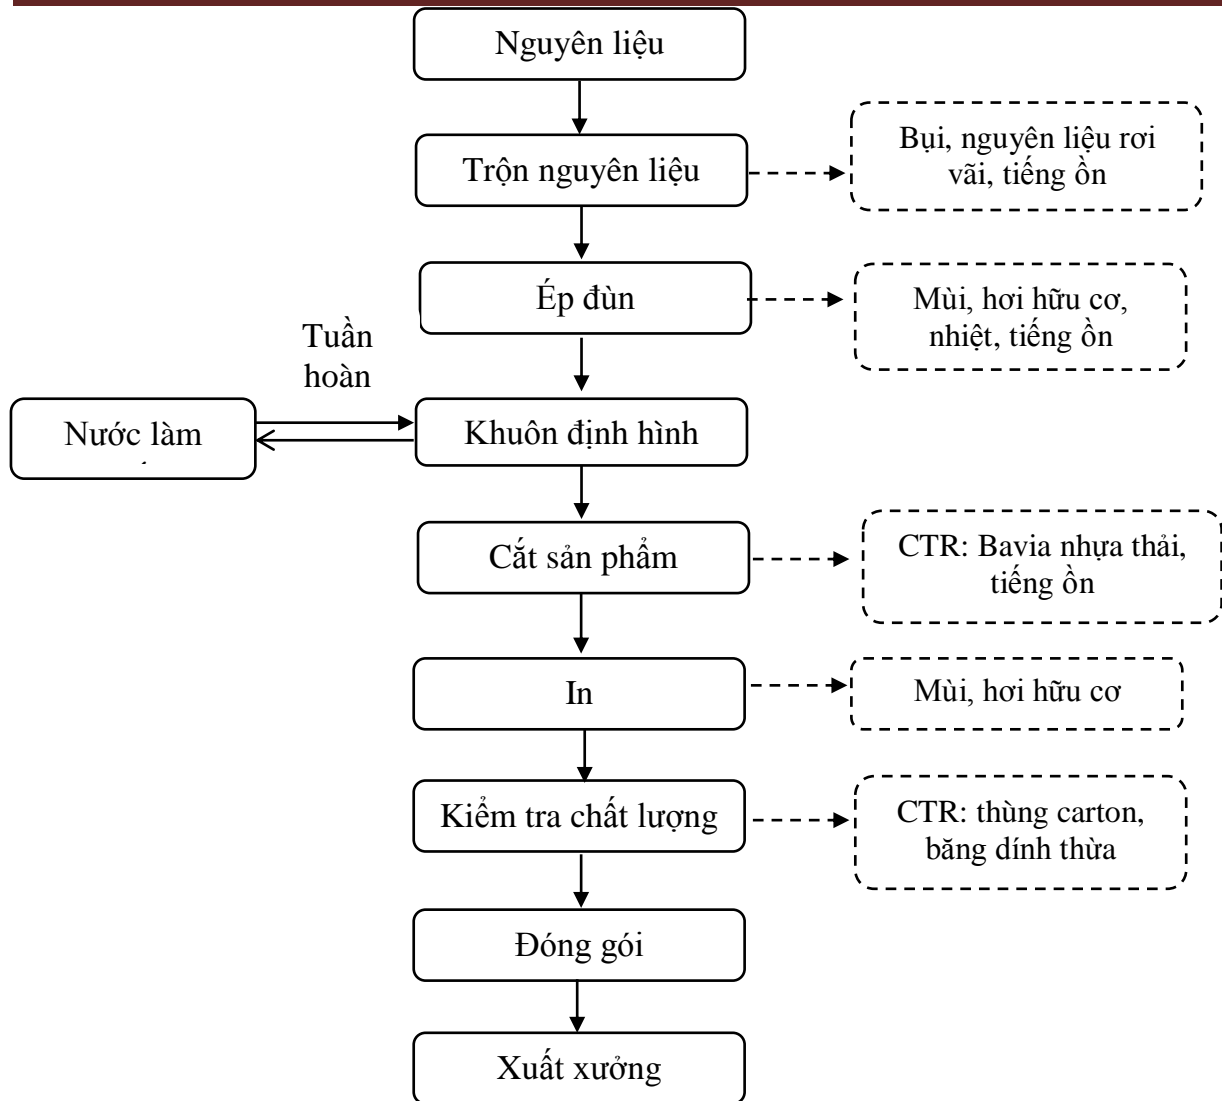 Nguyên liệu
Trộn nguyên liệu
Bụi, nguyên liệu rơi
vãi, tiếng ồn
Ép đùn
Mùi, hơi hữu cơ,
nhiệt, tiếng ồn
Tuần
hoàn
Nước làm
Khuôn định hình
Cắt sản phẩm
CTR: Bavia nhựa thải,
tiếng ồn
In
Mùi, hơi hữu cơ
Kiểm tra chất lượng
CTR: thùng carton,
băng dính thừa
Đóng gói
Xuất xưởng